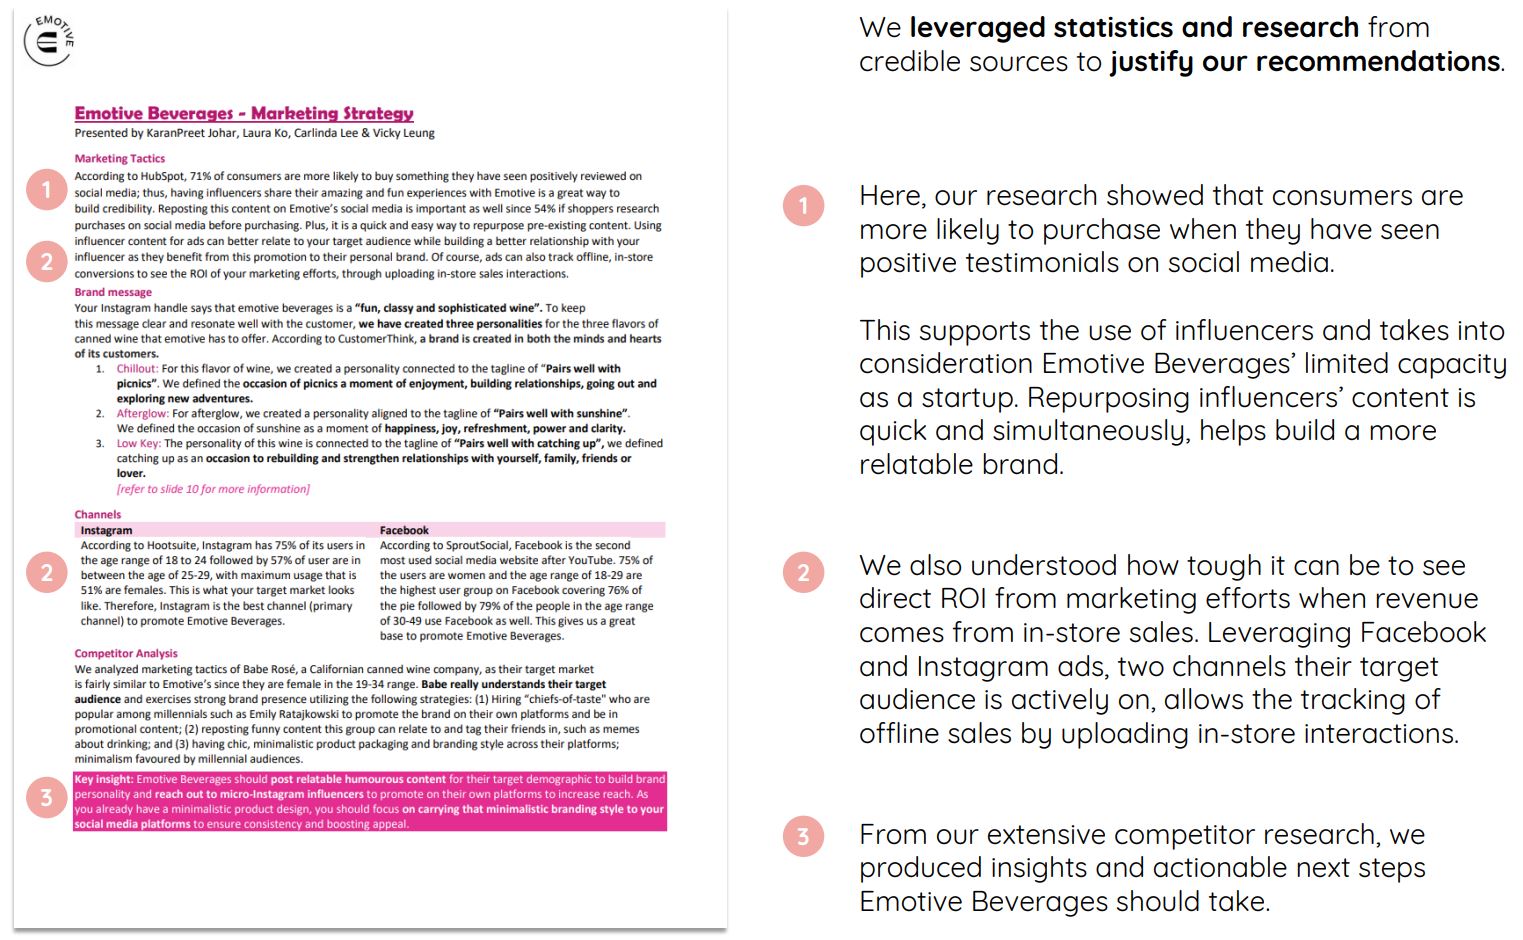 EMOTIVE
Emotive Beverages - Marketing Strategy
Presented by KaranPreet Johar, Laura Ko, Carlinda Lee & Vicky Leung
Marketing Tactics
1
According to HubSpot, 71% of consumers are more likely to buy something they have seen positively reviewed on
social media; thus, having influencers share their amazing and fun experiences with Emotive is a great way to
build credibility. Reposting this content on Emotive's social media is important as well since 54% if shoppers research
purchases on social media before purchasing. Plus, it is a quick and easy way to repurpose pre-existing content. Using
2
influencer content for ads can better relate to your target audience while building a better relationship with your
influencer as they benefit from this promotion to their personal brand. Of course, ads can also track offline, in-store
conversions to see the ROI of your marketing efforts, through uploading in-store sales interactions.
Brand message
Your Instagram handle says that emotive beverages is a “fun, classy and sophisticated wine”. To keep
this message clear and resonate well with the customer, we have created three personalities for the three flavors of
canned wine that emotive has to offer. According to CustomerThink, a brand is created in both the minds and hearts
of its customers.
1. Chillout: For this flavor of wine, we created a personality connected to the tagline of “Pairs well with
picnics”. We defined the occasion of picnics a moment of enjoyment, building relationships, going out and
exploring new adventures.
2. Afterglow: For afterglow, we created a personality aligned to the tagline of “Pairs well with sunshine”.
We defined the occasion of sunshine as a moment of happiness, joy, refreshment, power and clarity.
3. Low Key: The personality of this wine is connected to the tagline of “Pairs well with catching up”, we defined
catching up as an occasion to rebuilding and strengthen relationships with yourself, family, friends or
lover.
[refer to slide 10 for more information]
Channels
Instagram
2
According to Hootsuite, Instagram has 75% of its users in
the age range of 18 to 24 followed by 57% of user are in
between the age of 25-29, with maximum usage that is
51% are females. This is what your target market looks
like. Therefore, Instagram is the best channel (primary
channel) to promote Emotive Beverages.
Facebook
According to SproutSocial, Facebook is the second
most used social media website after YouTube. 75% of
the users are women and the age range of 18-29 are
the highest user group on Facebook covering 76% of
the pie followed by 79% of the people in the age range
of 30-49 use Facebook as well. This gives us a great
base to promote Emotive Beverages.
Competitor Analysis
We analyzed marketing tactics of Babe Rosé, a Californian canned wine company, as their target market
is fairly similar to Emotive's since they are female in the 19-34 range. Babe really understands their target
audience and exercises strong brand presence utilizing the following strategies: (1) Hiring “chiefs-of-taste" who are
popular among millennials such as Emily Ratajkowski to promote the brand on their own platforms and be in
promotional content; (2) reposting funny content this group can relate to and tag their friends in, such as memes
about drinking; and (3) having chic, minimalistic product packaging and branding style across their platforms;
minimalism favoured by millennial audiences.
3
Key insight: Emotive Beverages should post relatable humourous content for their target demographic to build brand
personality and reach out to micro-Instagram influencers to promote on their own platforms to increase reach. As
you already have a minimalistic product design, you should focus on carrying that minimalistic branding style to your
social media platforms to ensure consistency and boosting appeal.
We leveraged statistics and research from
credible sources to justify our recommendations.
1
Here, our research showed that consumers are
more likely to purchase when they have seen
positive testimonials on social media.
This supports the use of influencers and takes into
consideration Emotive Beverages’ limited capacity
as a startup. Repurposing influencers’ content is
quick and simultaneously, helps build a more
relatable brand.
2
We also understood how tough it can be to see
direct ROI from marketing efforts when revenue
comes from in-store sales. Leveraging Facebook
and Instagram ads, two channels their target
audience is actively on, allows the tracking of
offline sales by uploading in-store interactions.
3
From our extensive competitor research, we
produced insights and actionable next steps
Emotive Beverages should take.